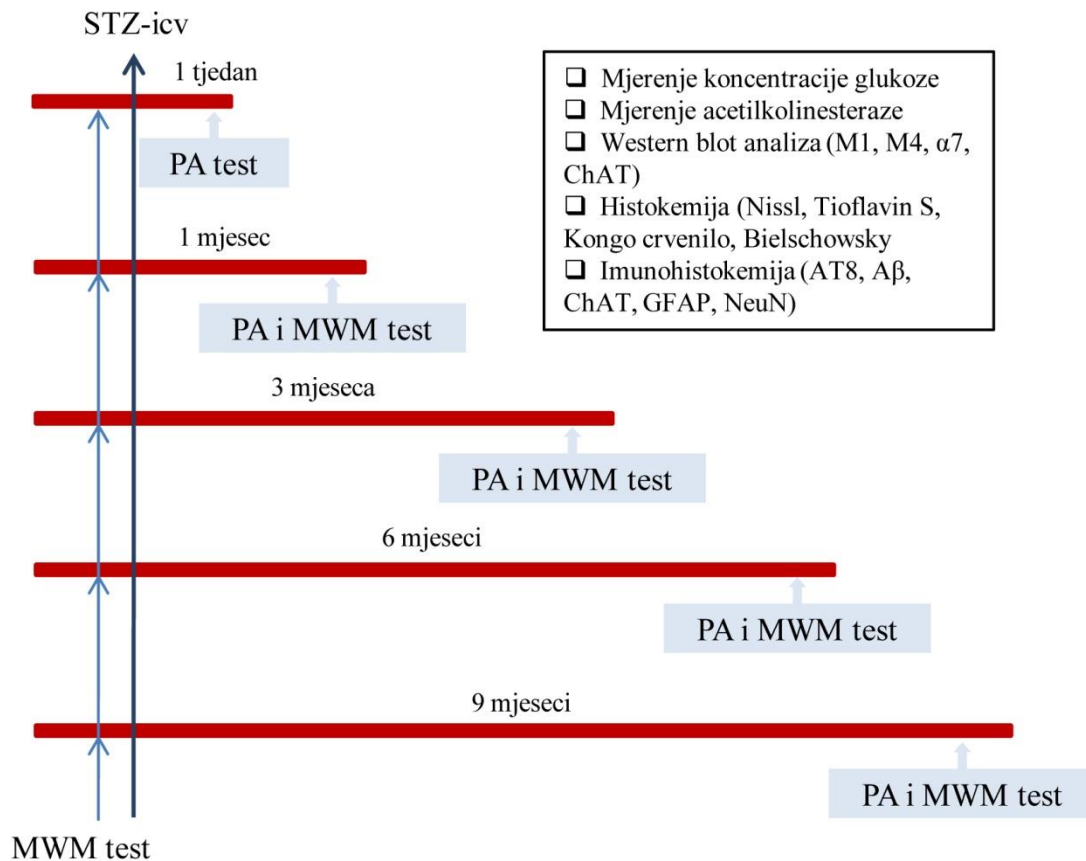 STZ-icv
1 tjedan
PA test
1 mjesec
PA i MWM test
3 mjeseca
PA i MWM test
6 mjeseci
PA i MWM test
9 mjeseci
PA i MWM test
MWM test
❑ Mjerenje koncentracije glukoze
❑ Mjerenje acetilkolinesteraze
❑ Western blot analiza (M1, M4, α7,
ChAT)
❑ Histokemija (Nissl, Tioflavin S,
Kongo crvenilo, Bielschowsky
❑ Imunohistokemija (AT8, Aβ,
ChAT, GFAP, NeuN)